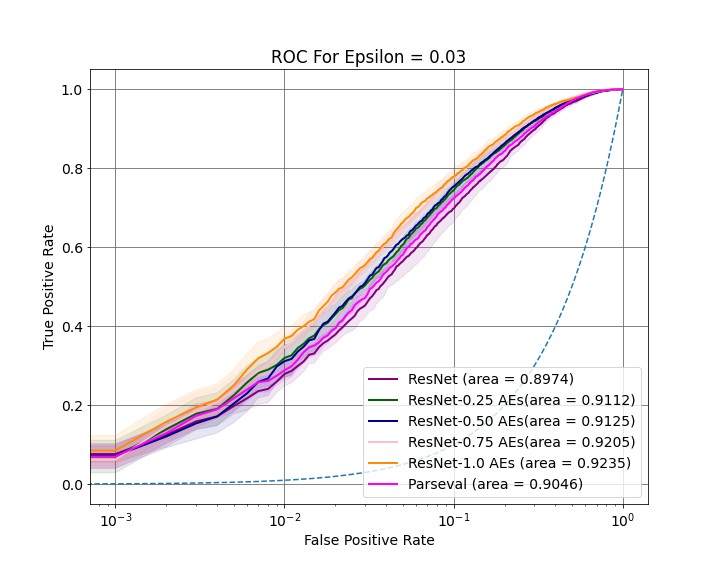 ROC For Epsilon = 0.03
True Positive Rate
1.0
0.8
0.6
0.4
0.2
0.0
ResNet (area = 0.8974)
ResNet-0.25 AEs(area = 0.9112)
ResNet-0.50 AEs(area = 0.9125)
ResNet-0.75 AEs(area = 0.9205)
ResNet-1.0 AEs (area = 0.9235)
Parseval (area = 0.9046)
10⁻³ 10⁻² 10⁻¹ 10⁰
False Positive Rate